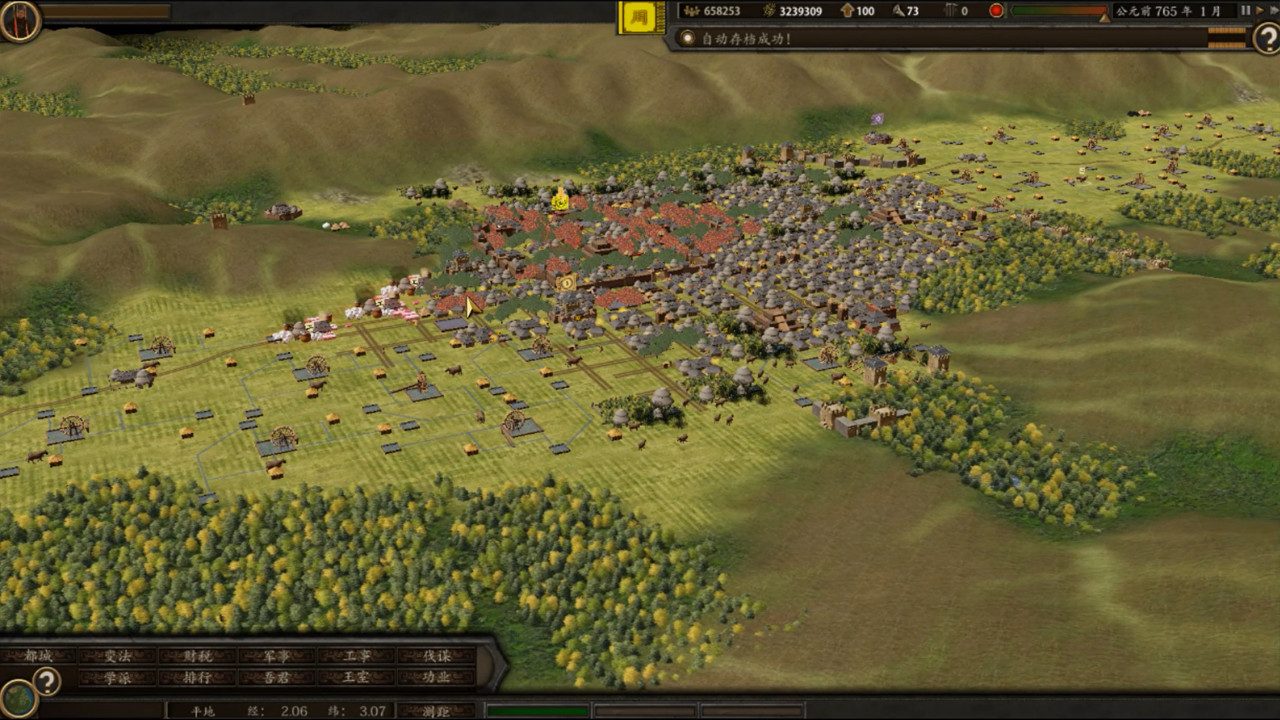 周 658253 3239309 100 73 0 公元前 765 年 1 月
自动存档成功!
?
都城 变法 财税 军事 工事 伐谋
学派 排行 吾君 王室 功业
?
平地 经: 2.06 纬: 3.07 测距